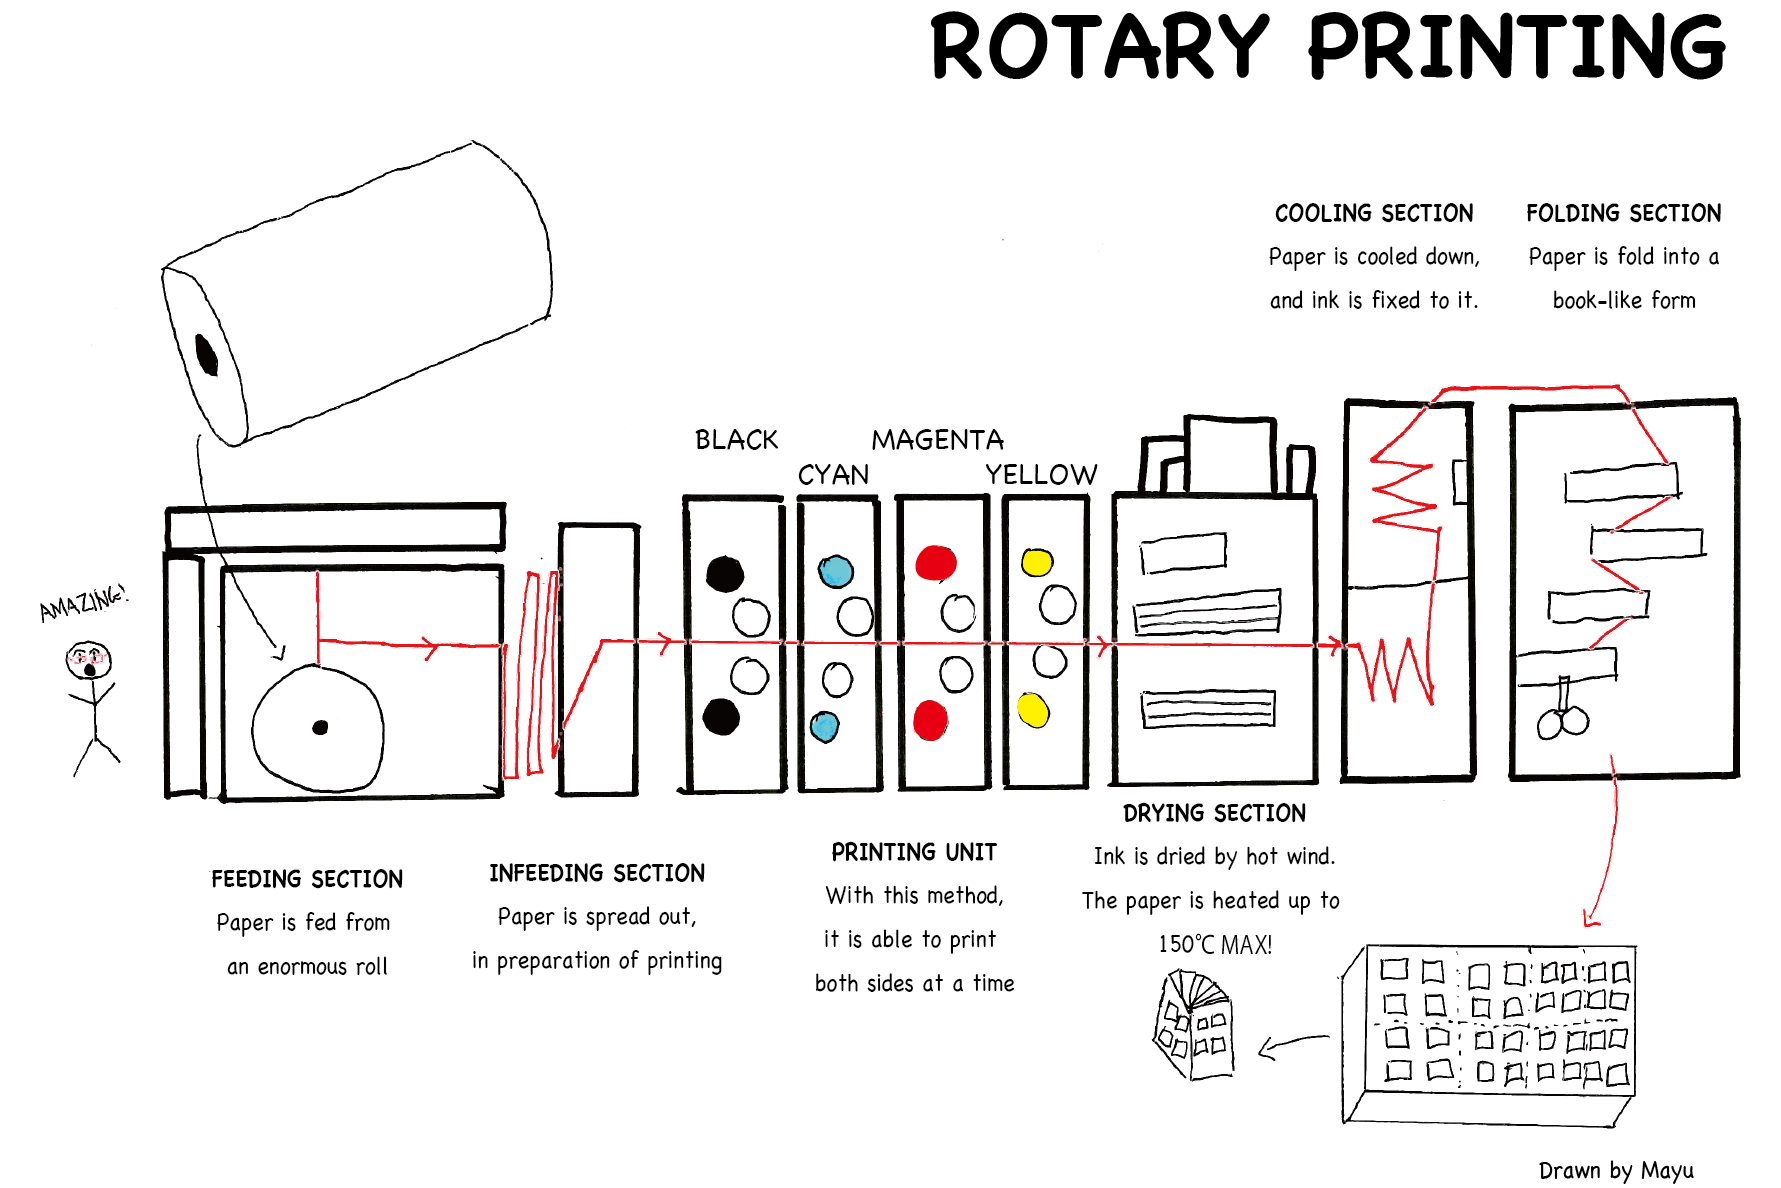 ROTARY PRINTING
COOLING SECTION
Paper is cooled down,
and ink is fixed to it.
FOLDING SECTION
Paper is fold into a
book-like form
BLACK
CYAN
MAGENTA
YELLOW
AMAZING!
FEEDING SECTION
Paper is fed from
an enormous roll
INFEEDING SECTION
Paper is spread out,
in preparation of printing
PRINTING UNIT
With this method,
it is able to print
both sides at a time
DRYING SECTION
Ink is dried by hot wind.
The paper is heated up to
150°C MAX!
Drawn by Mayu